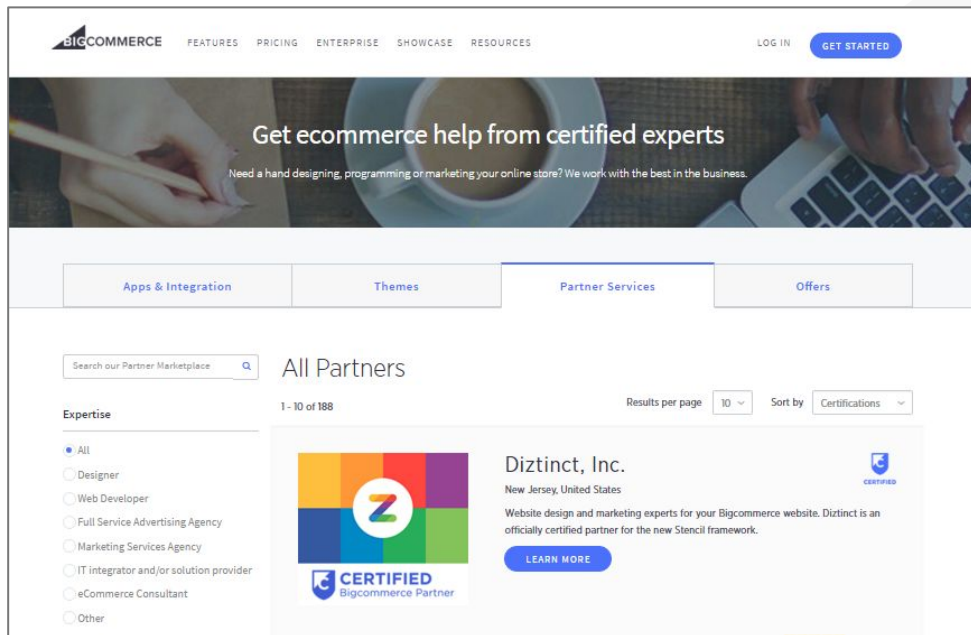 BIGCOMMERCE
FEATURES PRICING ENTERPRISE SHOWCASE RESOURCES
LOG IN GET STARTED
Get ecommerce help from certified experts
Need a hand designing, programming or marketing your online store? We work with the best in the business.
Apps & Integration Themes Partner Services Offers
Search our Partner Marketplace
All Partners
1 - 10 of 188
Results per page 10 Sort by Certifications
Expertise
All
Designer
Web Developer
Full Service Advertising Agency
Marketing Services Agency
IT integrator and/or solution provider
eCommerce Consultant
Other
Z
CERTIFIED
Bigcommerce Partner
Diztinct, Inc.
New Jersey, United States
Website design and marketing experts for your Bigcommerce website. Diztinct is an
officially certified partner for the new Stencil framework.
LEARN MORE
CERTIFIED